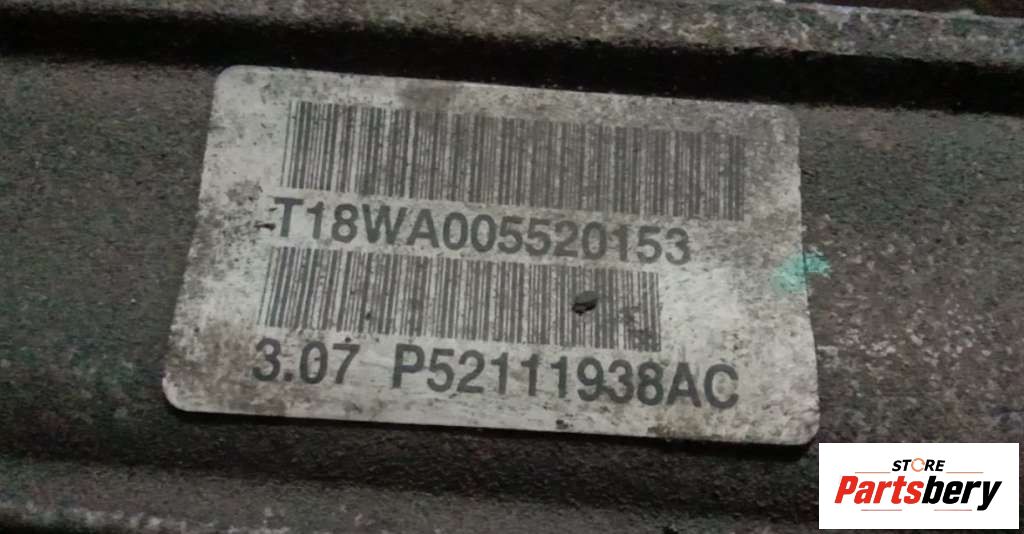 T18WA005520153
3.07 P52111938AC
STORE
Partsbery